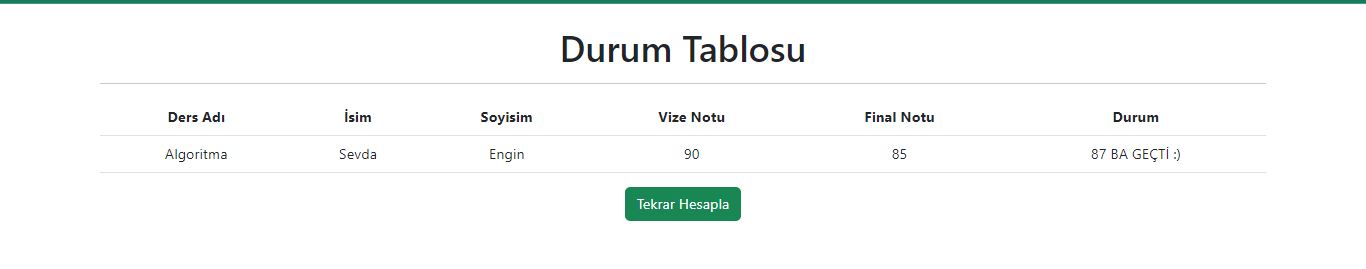 Durum Tablosu
Ders Adı İsim Soyisim Vize Notu Final Notu Durum
Algoritma Sevda Engin 90 85 87 BA GEÇTİ :)
Tekrar Hesapla